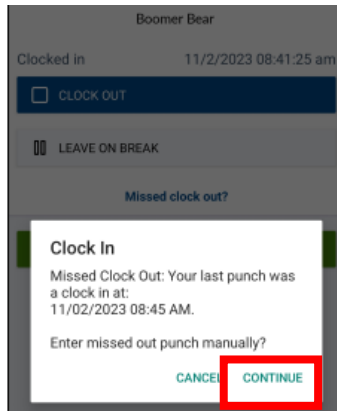 Boomer Bear
Clocked in 11/2/2023 08:41:25 am
CLOCK OUT
LEAVE ON BREAK
Missed clock out?
Clock In
Missed Clock Out: Your last punch was
a clock in at:
11/02/2023 08:45 AM.
Enter missed out punch manually?
CANCEL CONTINUE